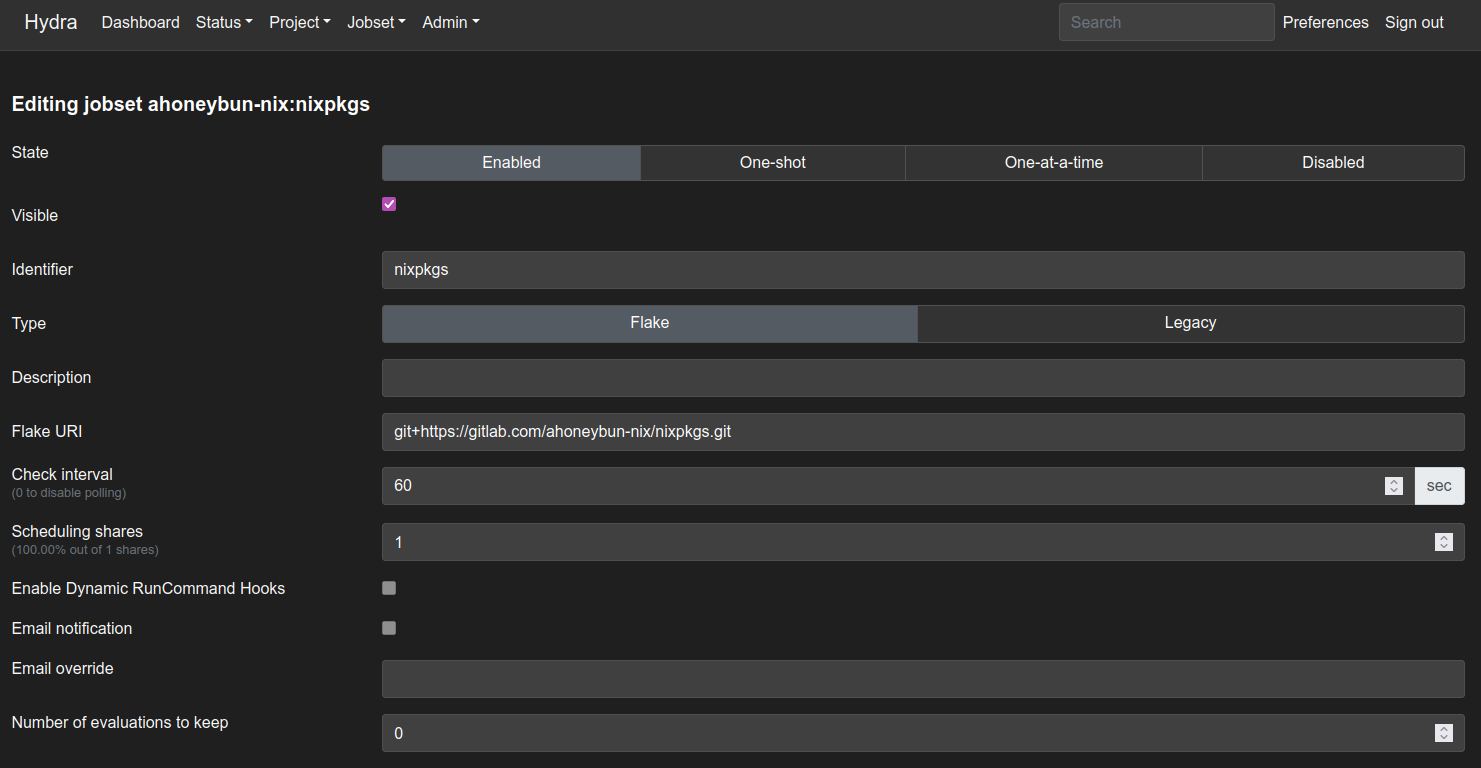 Hydra Dashboard Status Project Jobset Admin Search Preferences Sign out
Editing jobset ahoneybun-nix:nixpkgs
State Enabled One-shot One-at-a-time Disabled
Visible
Identifier nixpkgs
Type Flake Legacy
Description
Flake URI git+https://gitlab.com/ahoneybun-nix/nixpkgs.git
Check interval
(0 to disable polling)
60 sec
Scheduling shares
(100.00% out of 1 shares)
1
Enable Dynamic RunCommand Hooks
Email notification
Email override
Number of evaluations to keep
0